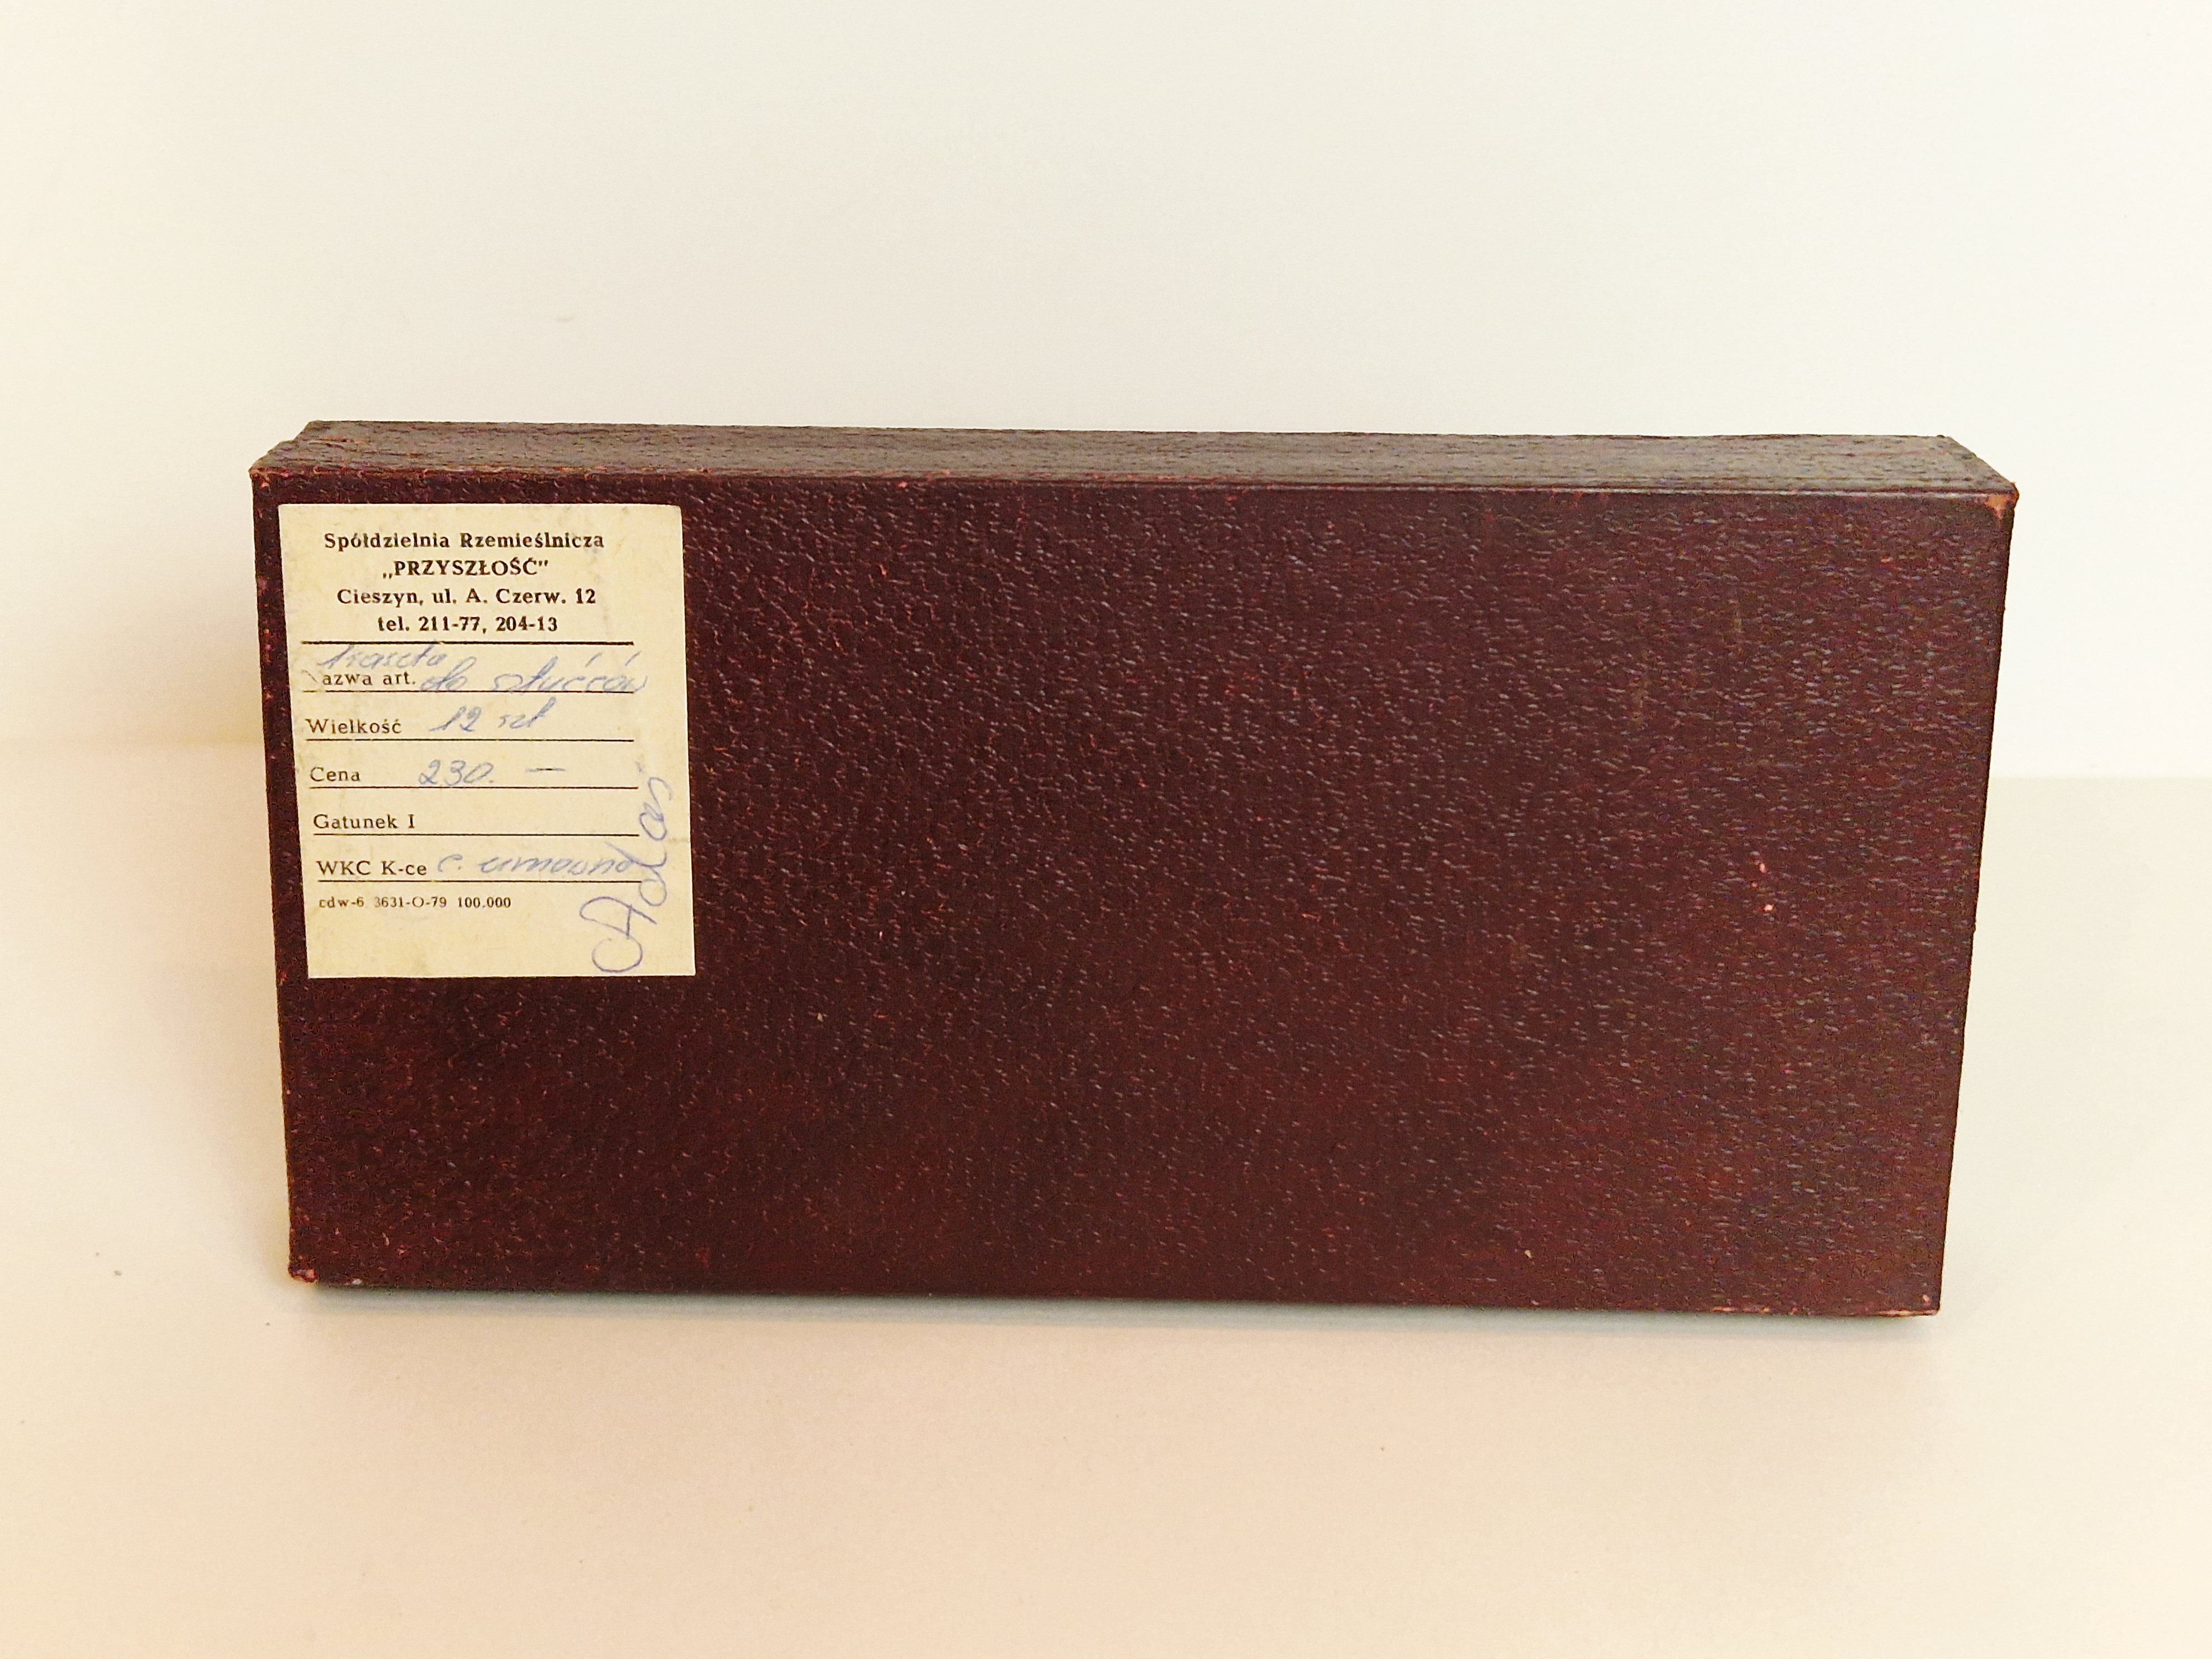 Spółdzielnia Rzemieślnicza
„PRZYSZŁOŚĆ”
Cieszyn, ul. A. Czerw. 12
tel. 211-77, 204-13
azwa art. do sztućców
Wielkość 12 szt
Cena 230. —
Gatunek I
WKC K-ce c. umowna
cdw-6 3631-O-79 100.000